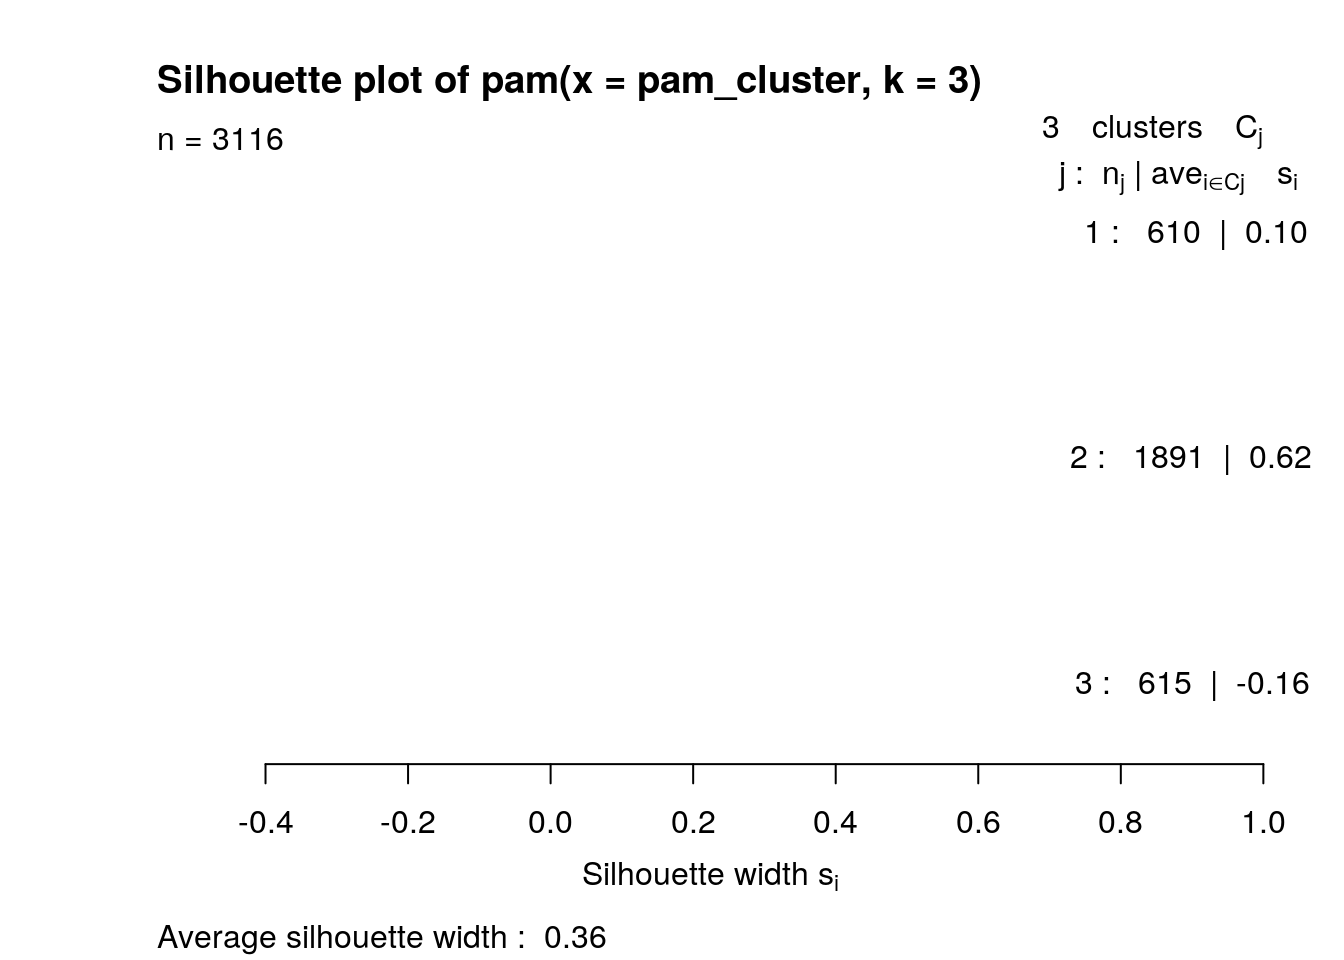 Silhouette plot of pam(x = pam_cluster, k = 3)
n = 3116
3 clusters Cj
j : nj | avei∈Cj si
1 : 610 | 0.10
2 : 1891 | 0.62
3 : 615 | -0.16
-0.4 -0.2 0.0 0.2 0.4 0.6 0.8 1.0
Silhouette width si
Average silhouette width : 0.36